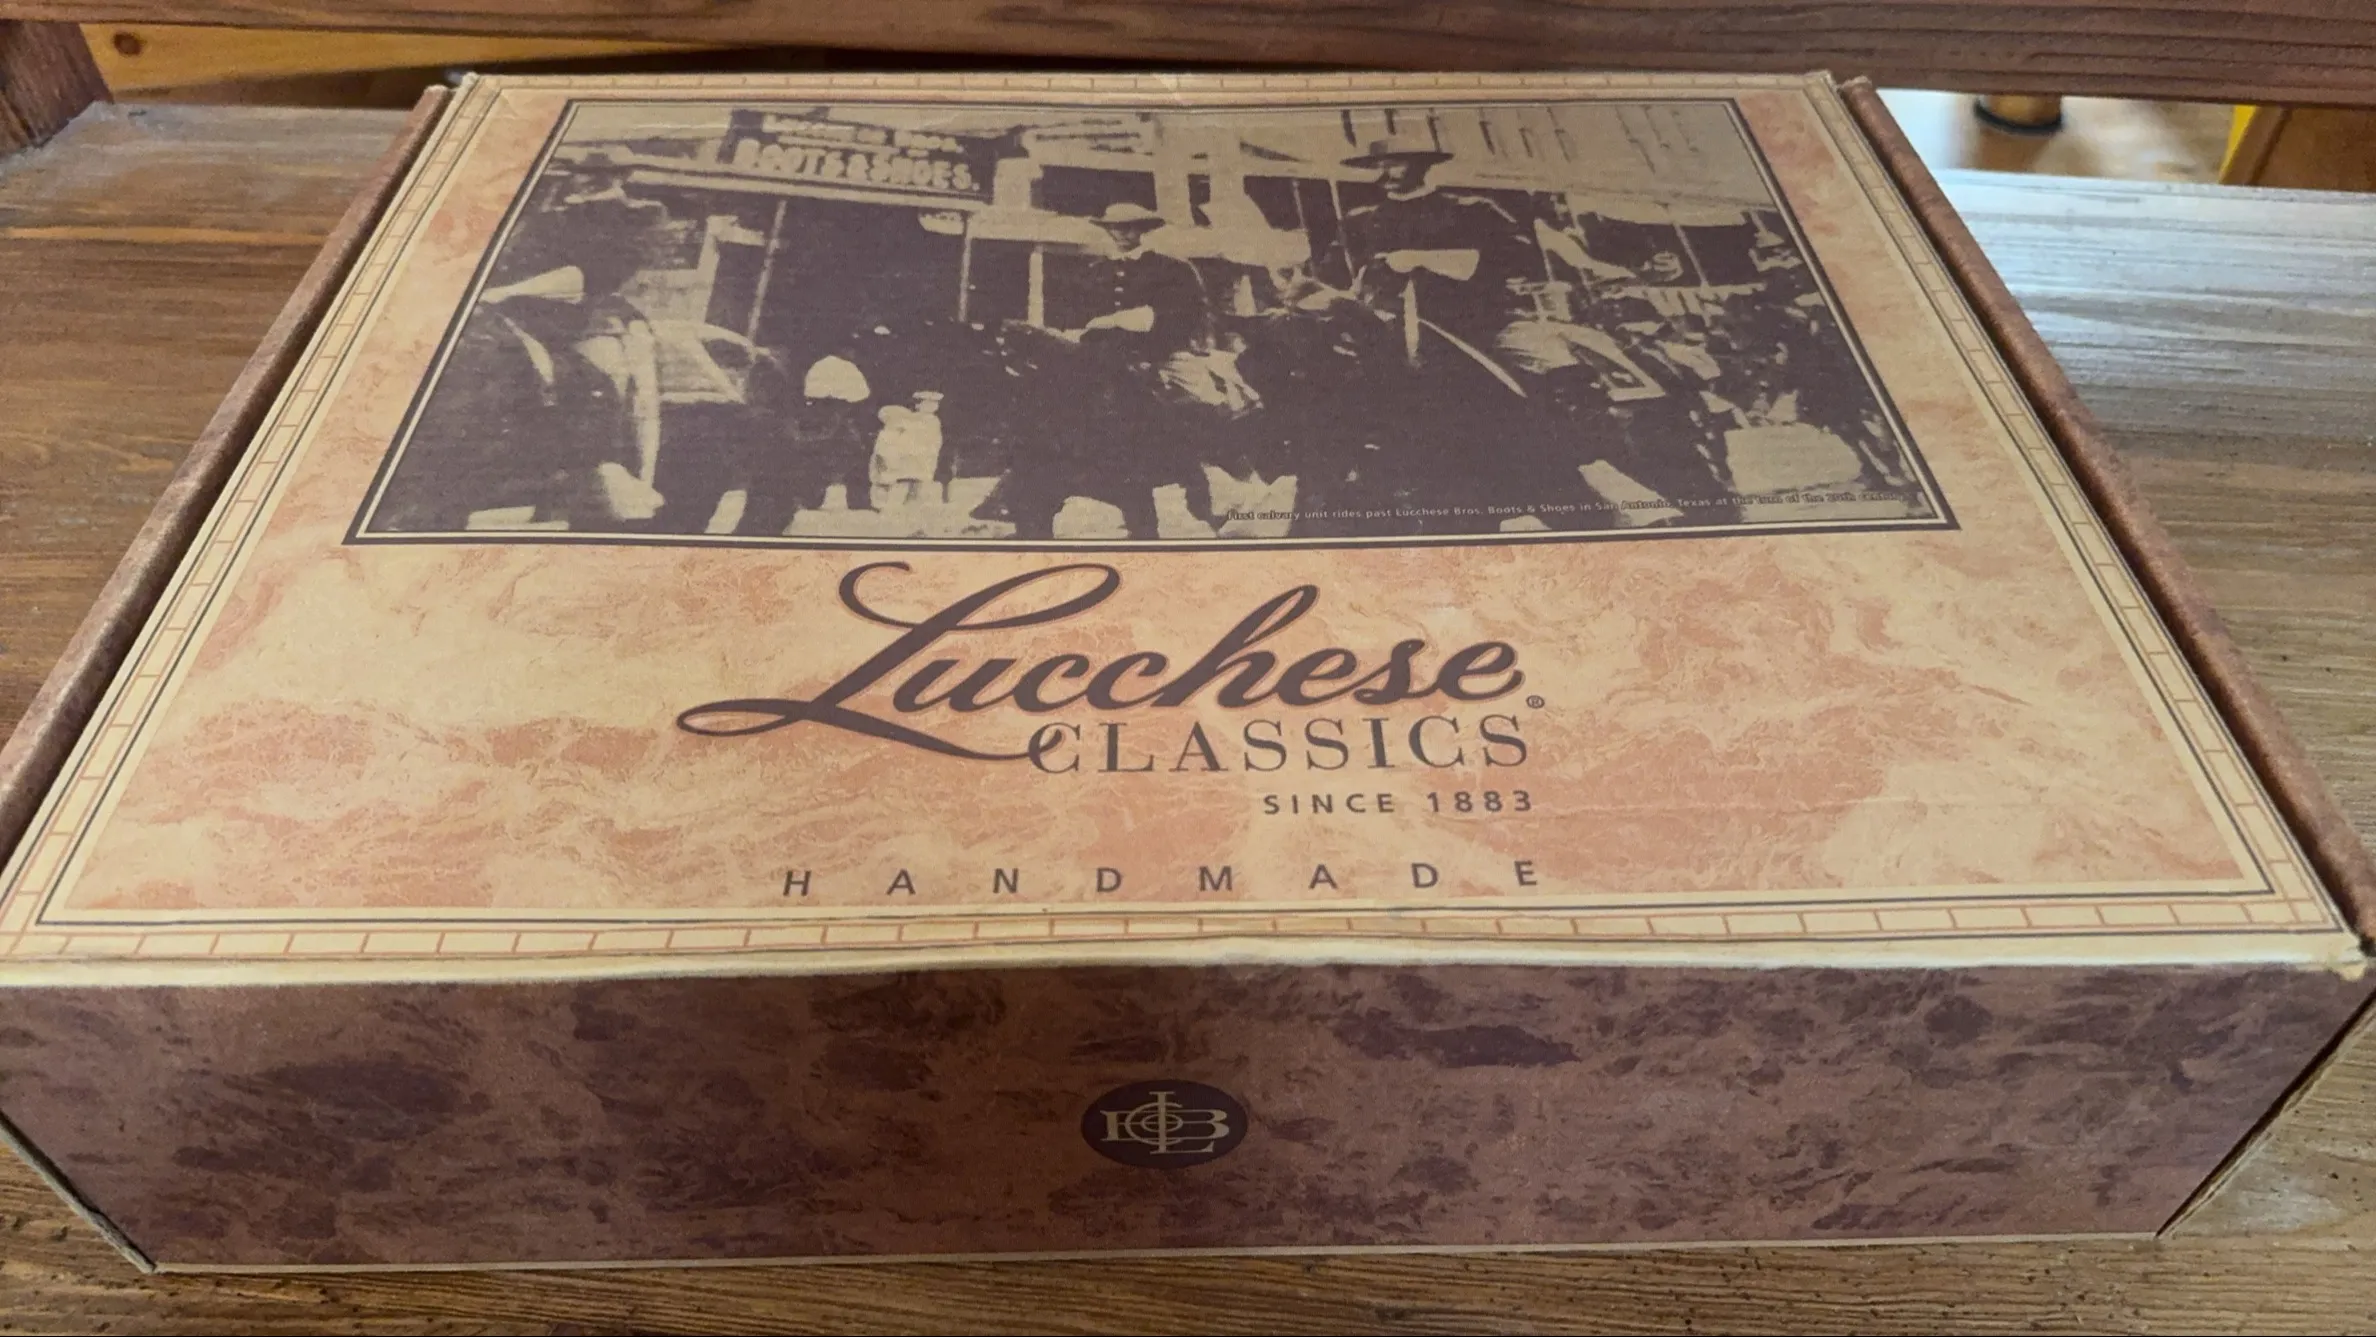 BOOTS & SHOES.
First calvary unit rides past Lucchese Bros. Boots & Shoes in San Antonio, Texas at the turn of the 20th century.
Lucchese®
CLASSICS
SINCE 1883
HANDMADE